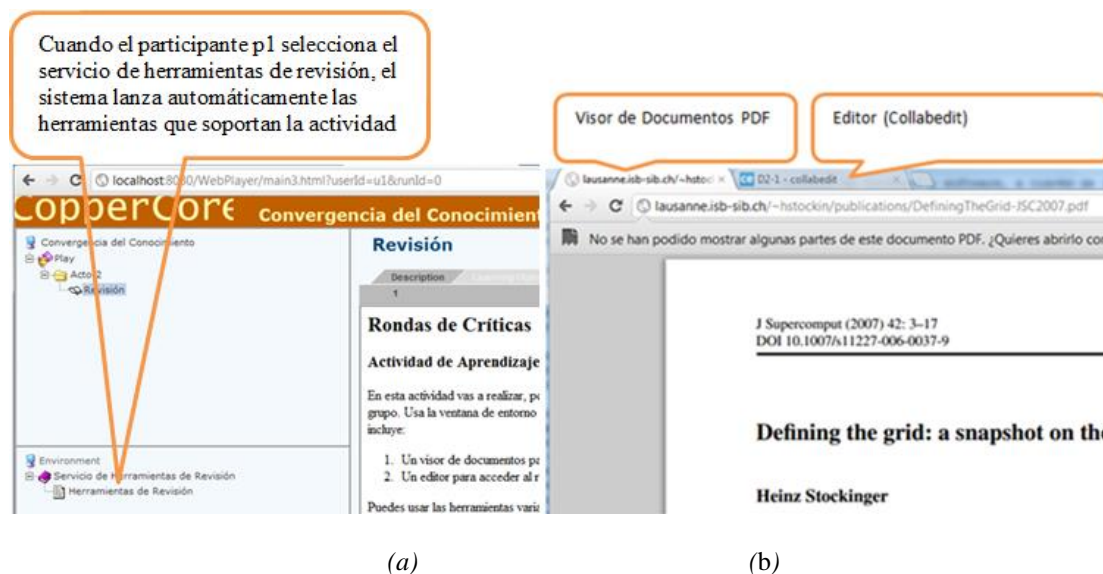 Cuando el participante p1 selecciona el
servicio de herramientas de revisión, el
sistema lanza automáticamente las
herramientas que soportan la actividad
localhost:8080/WebPlayer/main3.html?userId=u1&runId=0
CopperCore Convergencia del Conocimient
Convergencia del Conocimiento
Play
Acto 2
Revisión
Environment
Servicio de Herramientas de Revisión
Herramientas de Revisión
Revisión
Description
1
Rondas de Críticas
Actividad de Aprendizaje
En esta actividad vas a realizar, po
grupo. Usa la ventana de entorno
incluye:
1. Un visor de documentos pa
2. Un editor para acceder al r
Puedes usar las herramientas varia
(a)
Visor de Documentos PDF
Editor (Collabedit)
lausanne.isb-sib.ch/~hstoc
D2-1 - collabedit
lausanne.isb-sib.ch/~hstockin/publications/DefiningTheGrid-JSC2007.pdf
No se han podido mostrar algunas partes de este documento PDF. ¿Quieres abrirlo con
J Supercomput (2007) 42: 3–17
DOI 10.1007/s11227-006-0037-9
Defining the grid: a snapshot on the
Heinz Stockinger
(b)